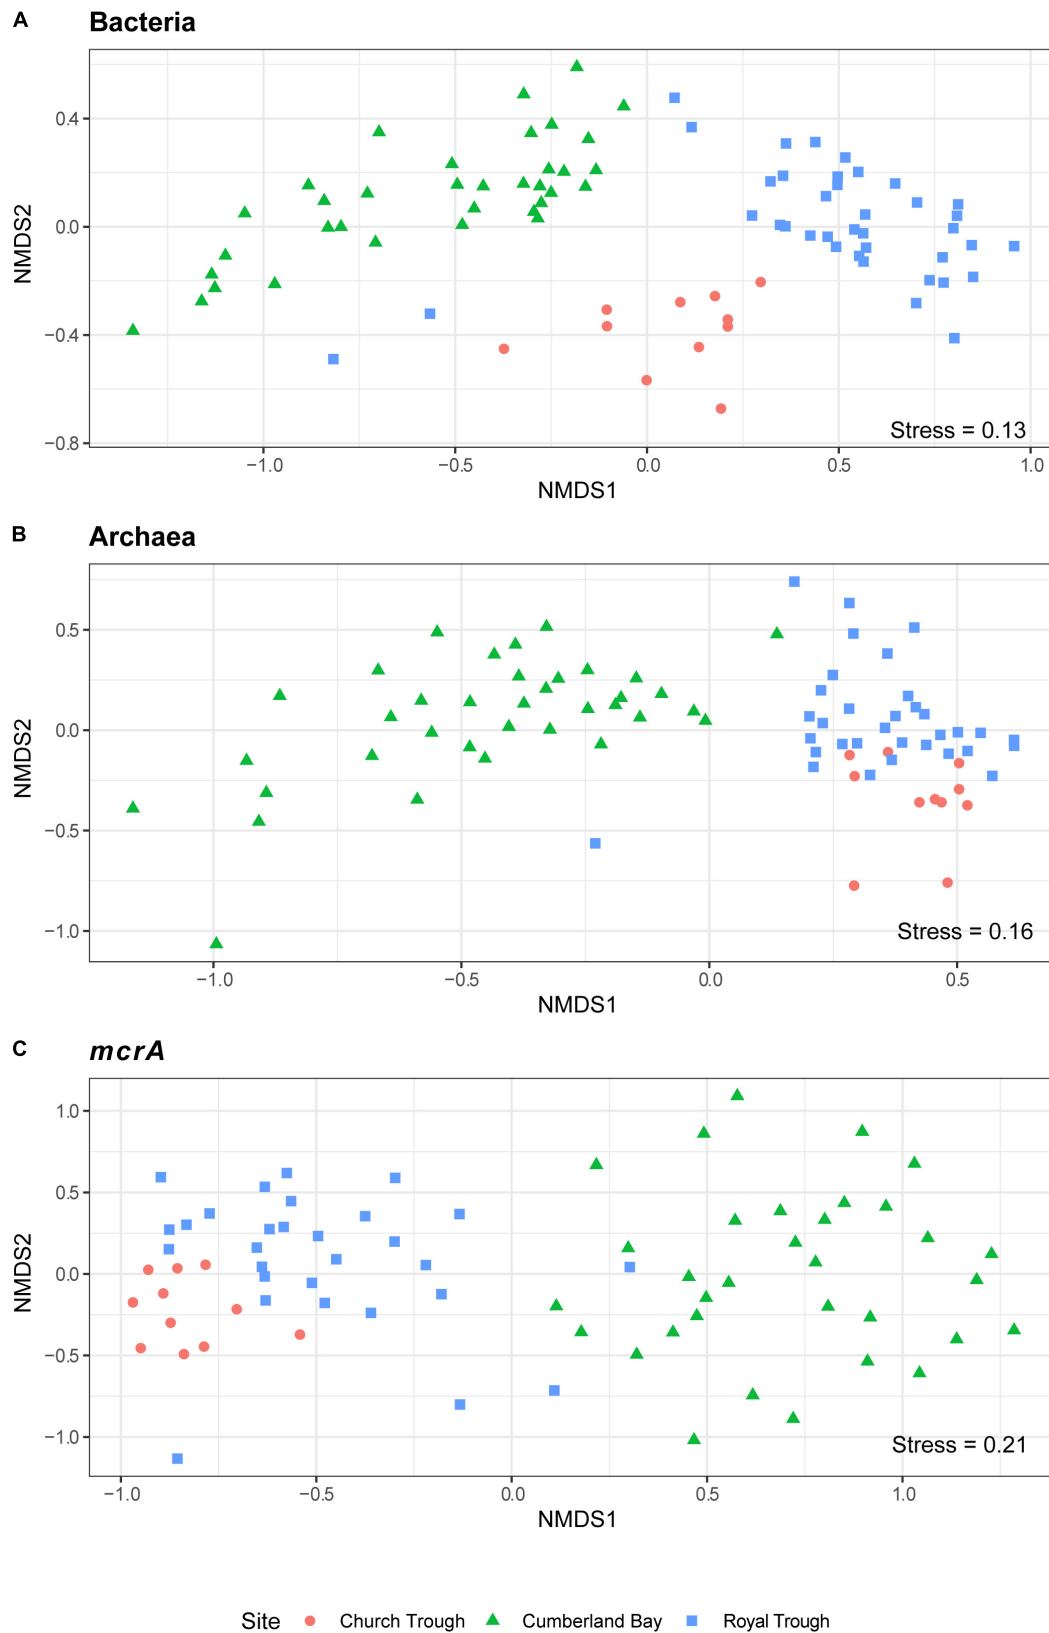 A Bacteria
0.4
0.0
−0.4
−0.8
NMDS2
Stress = 0.13
−1.0 −0.5 0.0 0.5 1.0
NMDS1
B Archaea
0.5
0.0
−0.5
−1.0
NMDS2
Stress = 0.16
−1.0 −0.5 0.0 0.5
NMDS1
C mcrA
1.0
0.5
0.0
−0.5
−1.0
NMDS2
Stress = 0.21
−1.0 −0.5 0.0 0.5 1.0
NMDS1
Site Church Trough Cumberland Bay Royal Trough